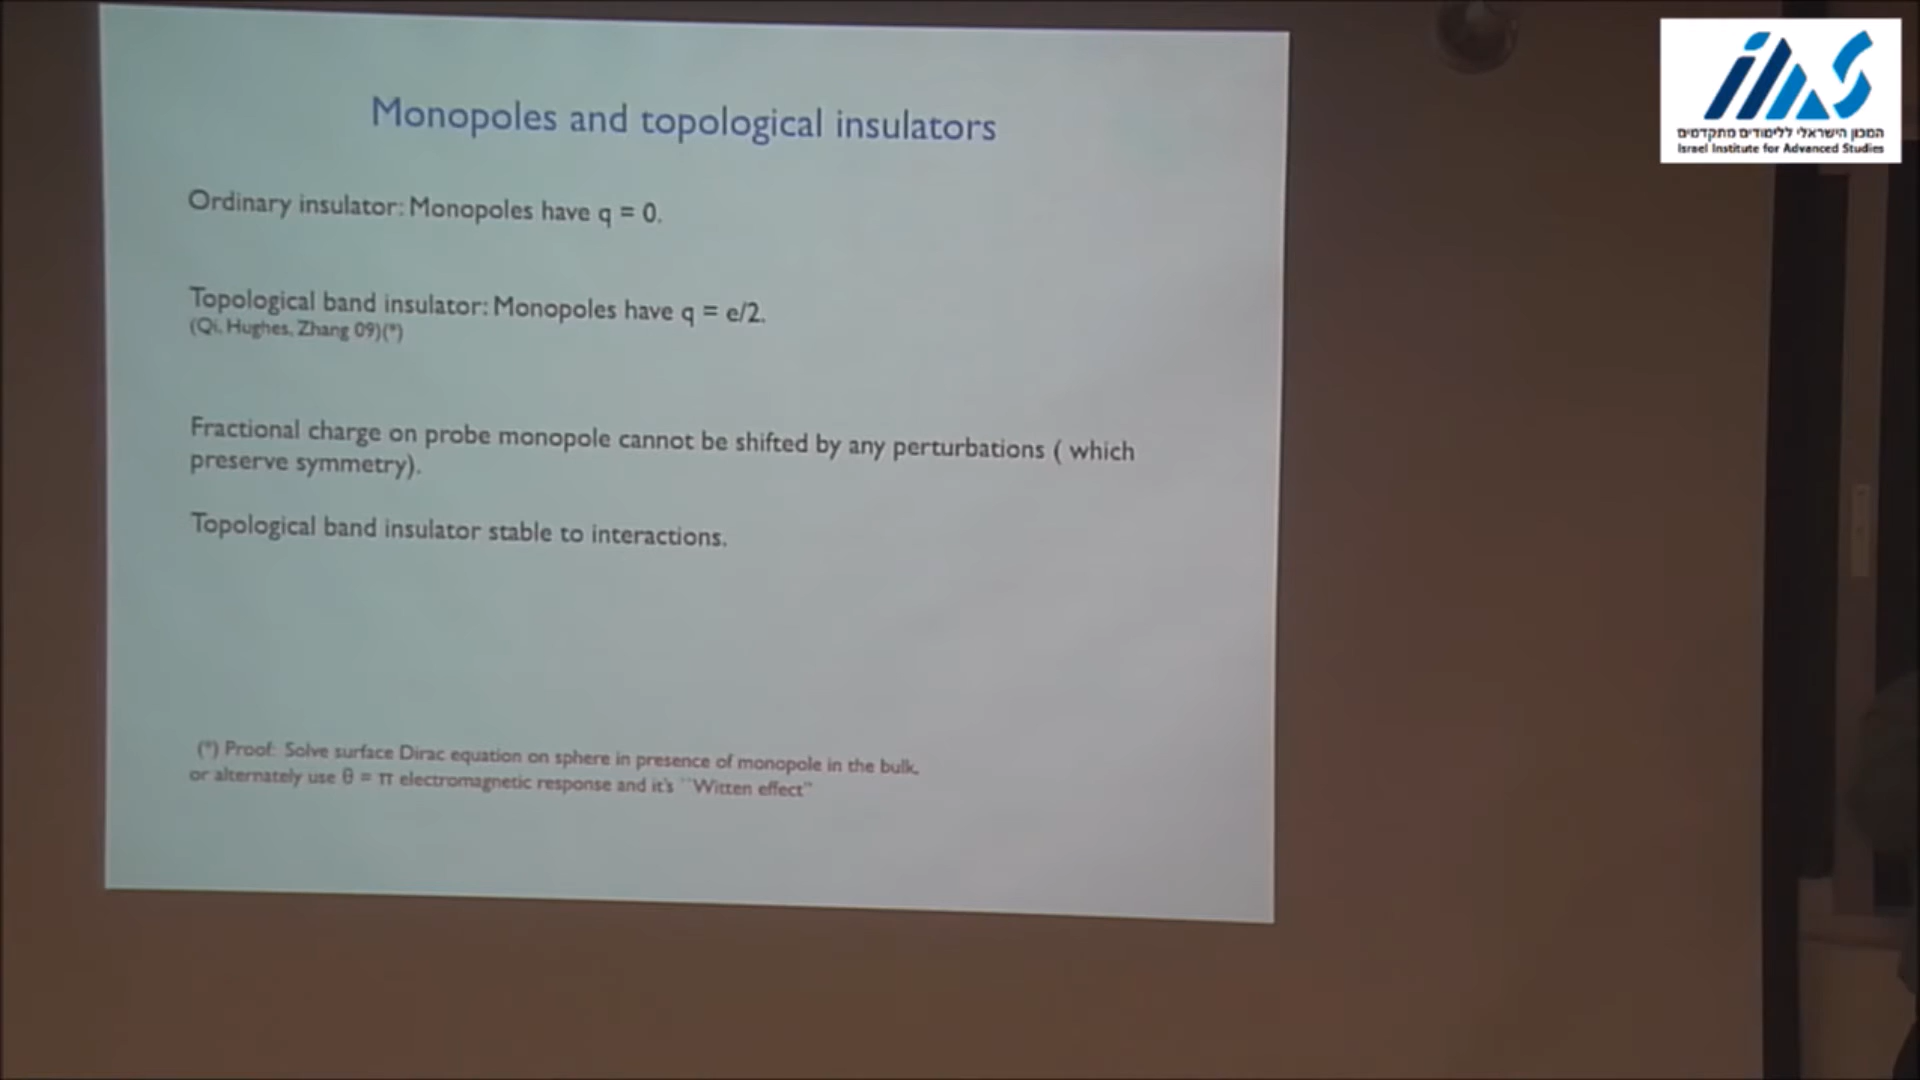 Monopoles and topological insulators
Ordinary insulator: Monopoles have q = 0.
Topological band insulator: Monopoles have q = e/2.
(Qi, Hughes, Zhang 09)(*)
Fractional charge on probe monopole cannot be shifted by any perturbations ( which
preserve symmetry).
Topological band insulator stable to interactions.
(*) Proof: Solve surface Dirac equation on sphere in presence of monopole in the bulk,
or alternately use θ = π electromagnetic response and it's ``Witten effect''
iias
המכון הישראלי ללימודים מתקדמים
Israel Institute for Advanced Studies